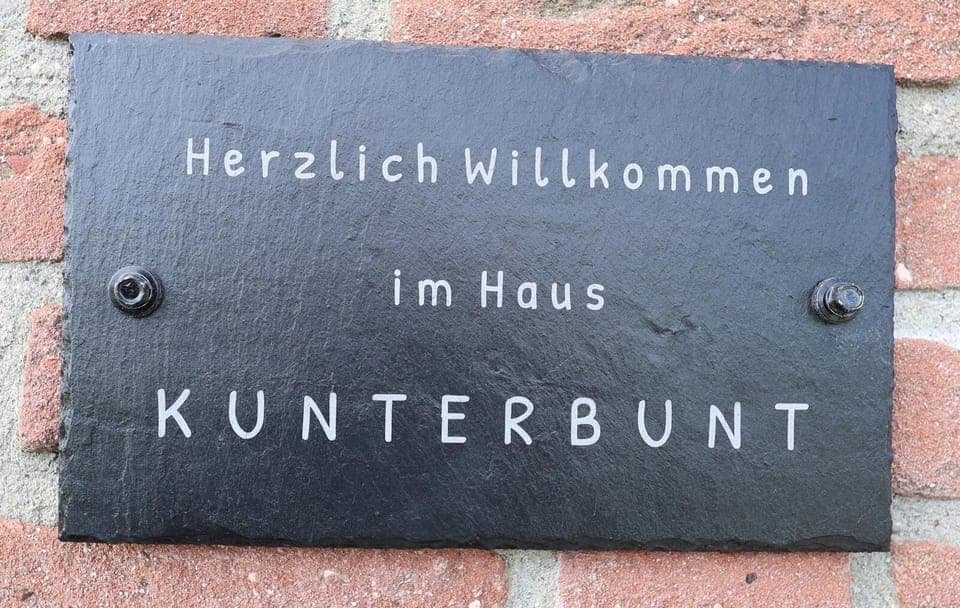 Herzlich Willkommen
im Haus
KUNTERBUNT